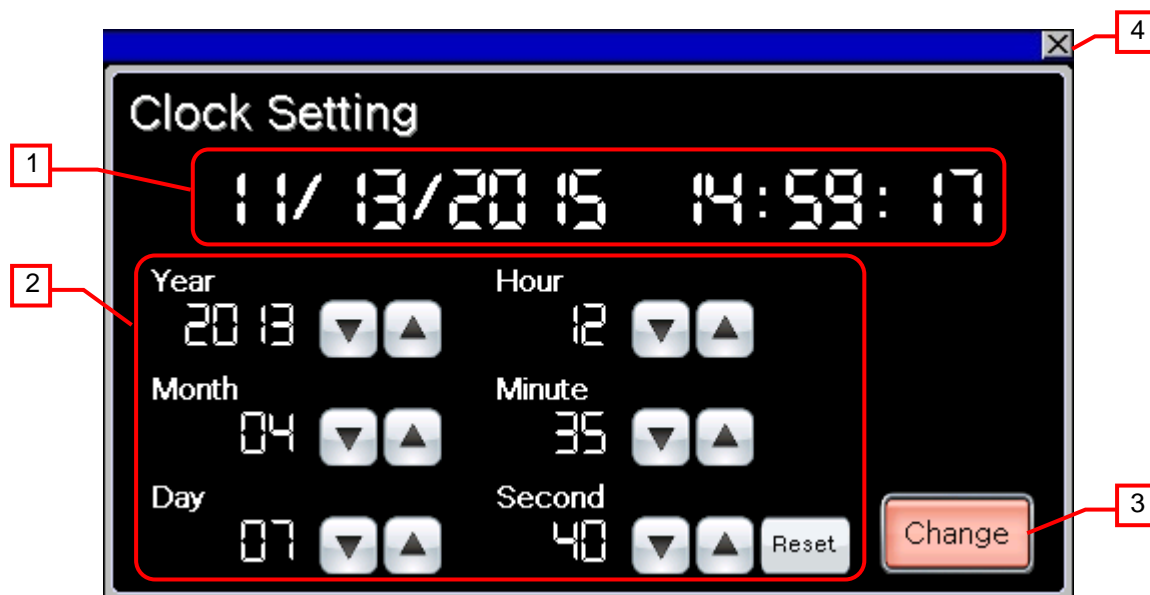 4
Clock Setting
1
11/13/2015 14:59:17
2
Year Hour
2013 12
Month Minute
04 35
Day Second
07 40 Reset
Change
3